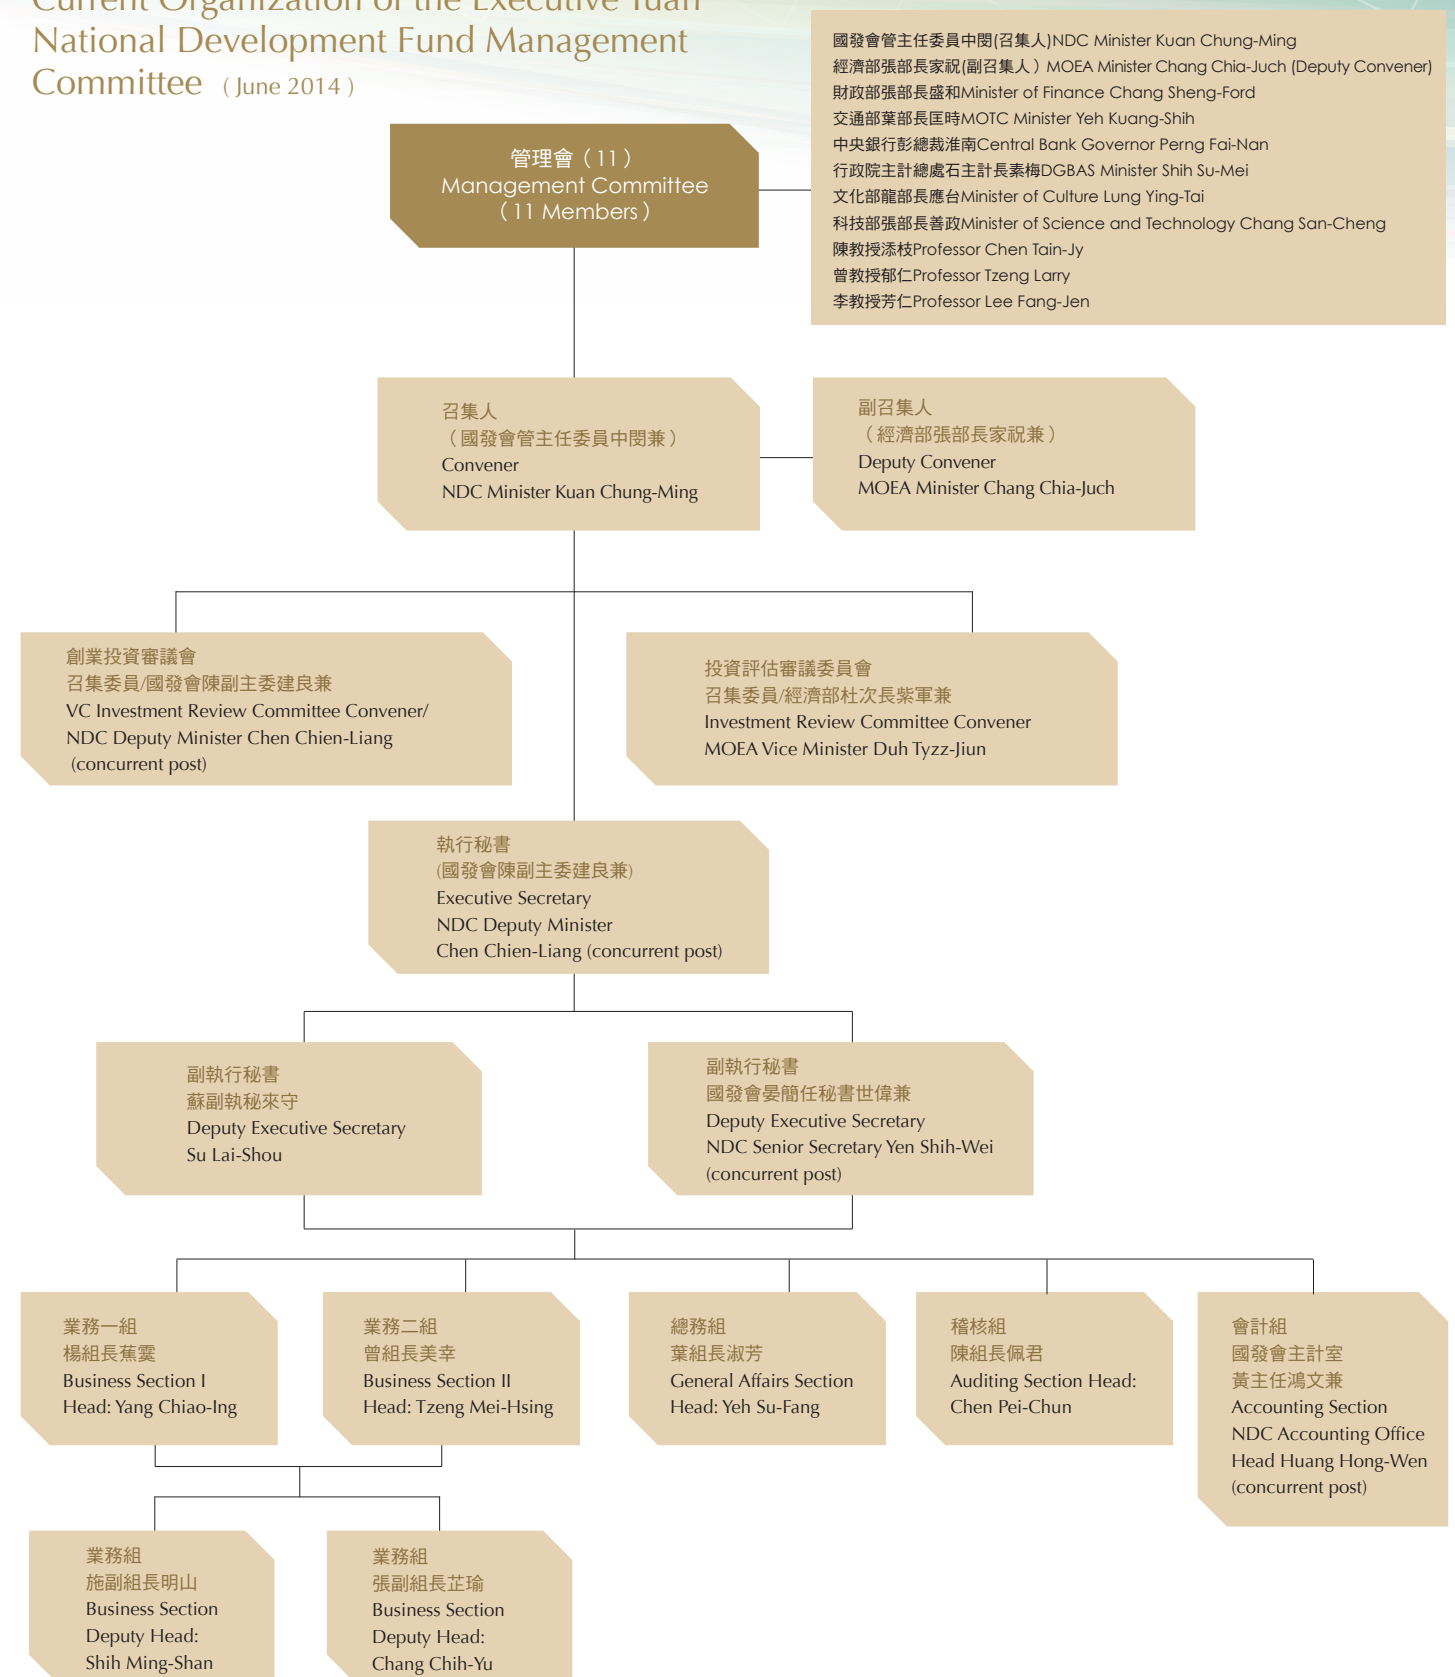 Current Organization of the Executive Yuan
National Development Fund Management
Committee （June 2014）
國發會管主任委員中閔(召集人)NDC Minister Kuan Chung-Ming
經濟部張部長家祝(副召集人）MOEA Minister Chang Chia-Juch (Deputy Convener)
財政部張部長盛和Minister of Finance Chang Sheng-Ford
交通部葉部長匡時MOTC Minister Yeh Kuang-Shih
中央銀行彭總裁淮南Central Bank Governor Perng Fai-Nan
行政院主計總處石主計長素梅DGBAS Minister Shih Su-Mei
文化部龍部長應台Minister of Culture Lung Ying-Tai
科技部張部長善政Minister of Science and Technology Chang San-Cheng
陳教授添枝Professor Chen Tain-Jy
曾教授郁仁Professor Tzeng Larry
李教授芳仁Professor Lee Fang-Jen
管理會（11）
Management Committee
（11 Members）
召集人
（國發會管主任委員中閔兼）
Convener
NDC Minister Kuan Chung-Ming
副召集人
（經濟部張部長家祝兼）
Deputy Convener
MOEA Minister Chang Chia-Juch
創業投資審議會
召集委員/國發會陳副主委建良兼
VC Investment Review Committee Convener/
NDC Deputy Minister Chen Chien-Liang
(concurrent post)
投資評估審議委員會
召集委員/經濟部杜次長紫軍兼
Investment Review Committee Convener
MOEA Vice Minister Duh Tyzz-Jiun
執行秘書
(國發會陳副主委建良兼)
Executive Secretary
NDC Deputy Minister
Chen Chien-Liang (concurrent post)
副執行秘書
蘇副執秘來守
Deputy Executive Secretary
Su Lai-Shou
副執行秘書
國發會晏簡任秘書世偉兼
Deputy Executive Secretary
NDC Senior Secretary Yen Shih-Wei
(concurrent post)
業務一組
楊組長蕉霙
Business Section I
Head: Yang Chiao-Ing
業務二組
曾組長美幸
Business Section II
Head: Tzeng Mei-Hsing
總務組
葉組長淑芳
General Affairs Section
Head: Yeh Su-Fang
稽核組
陳組長佩君
Auditing Section Head:
Chen Pei-Chun
會計組
國發會主計室
黃主任鴻文兼
Accounting Section
NDC Accounting Office
Head Huang Hong-Wen
(concurrent post)
業務組
施副組長明山
Business Section
Deputy Head:
Shih Ming-Shan
業務組
張副組長芷瑜
Business Section
Deputy Head:
Chang Chih-Yu